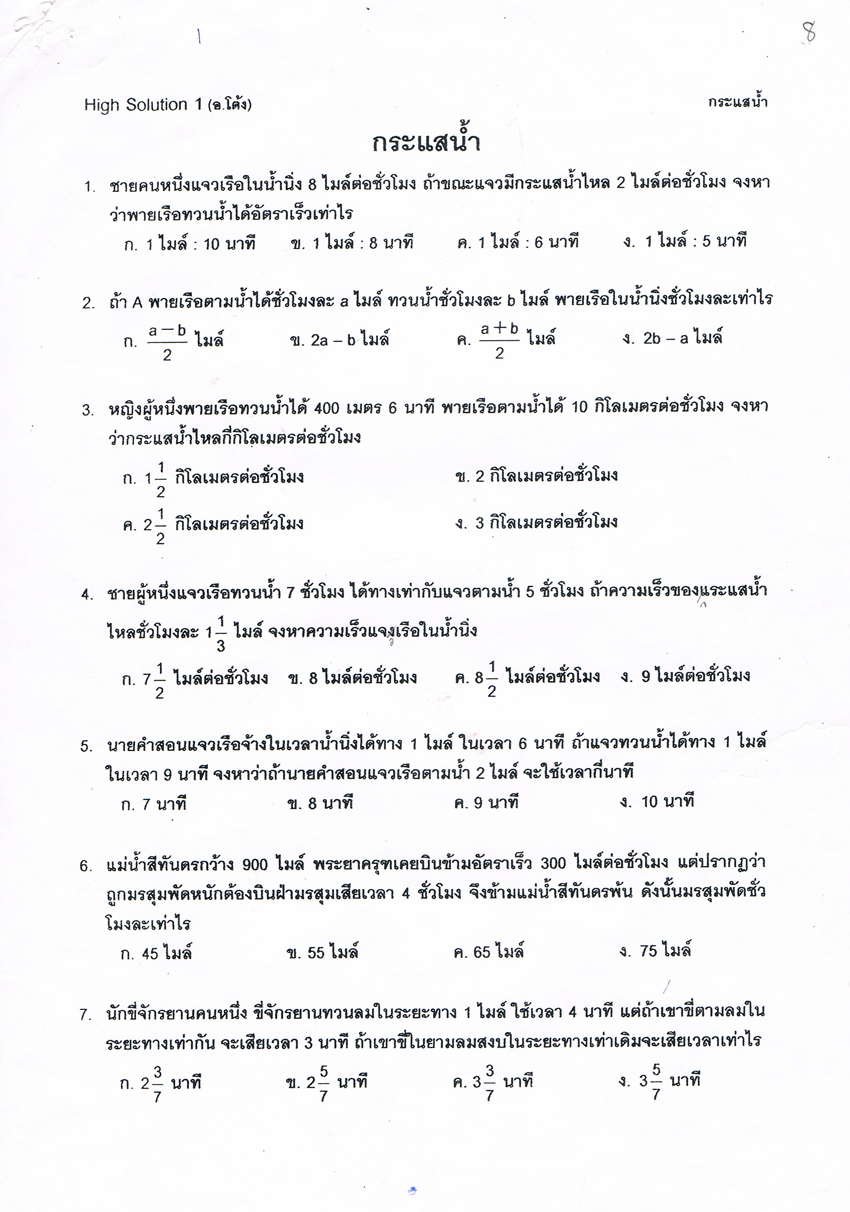 8
High Solution 1 (อ.โต้ง) กระแสน้ำ
กระแสน้ำ
1. ชายคนหนึ่งแจวเรือในน้ำนิ่ง 8 ไมล์ต่อชั่วโมง ถ้าขณะแจวมีกระแสน้ำไหล 2 ไมล์ต่อชั่วโมง จงหา
ว่าพายเรือทวนน้ำได้อัตราเร็วเท่าไร
ก. 1 ไมล์ : 10 นาที ข. 1 ไมล์ : 8 นาที ค. 1 ไมล์ : 6 นาที ง. 1 ไมล์ : 5 นาที
2. ถ้า A พายเรือตามน้ำได้ชั่วโมงละ a ไมล์ ทวนน้ำชั่วโมงละ b ไมล์ พายเรือในน้ำนิ่งชั่วโมงละเท่าไร
ก. (a – b)/2 ไมล์ ข. 2a – b ไมล์ ค. (a + b)/2 ไมล์ ง. 2b – a ไมล์
3. หญิงผู้หนึ่งพายเรือทวนน้ำได้ 400 เมตร 6 นาที พายเรือตามน้ำได้ 10 กิโลเมตรต่อชั่วโมง จงหา
ว่ากระแสน้ำไหลกี่กิโลเมตรต่อชั่วโมง
ก. 1 1/2 กิโลเมตรต่อชั่วโมง ข. 2 กิโลเมตรต่อชั่วโมง
ค. 2 1/2 กิโลเมตรต่อชั่วโมง ง. 3 กิโลเมตรต่อชั่วโมง
4. ชายผู้หนึ่งแจวเรือทวนน้ำ 7 ชั่วโมง ได้ทางเท่ากับแจวตามน้ำ 5 ชั่วโมง ถ้าความเร็วของแระแสน้ำ
ไหลชั่วโมงละ 1 1/3 ไมล์ จงหาความเร็วแจงเรือในน้ำนิ่ง
ก. 7 1/2 ไมล์ต่อชั่วโมง ข. 8 ไมล์ต่อชั่วโมง ค. 8 1/2 ไมล์ต่อชั่วโมง ง. 9 ไมล์ต่อชั่วโมง
5. นายคำสอนแจวเรือจ้างในเวลาน้ำนิ่งได้ทาง 1 ไมล์ ในเวลา 6 นาที ถ้าแจวทวนน้ำได้ทาง 1 ไมล์
ในเวลา 9 นาที จงหาว่าถ้านายคำสอนแจวเรือตามน้ำ 2 ไมล์ จะใช้เวลากี่นาที
ก. 7 นาที ข. 8 นาที ค. 9 นาที ง. 10 นาที
6. แม่น้ำสีทันดรกว้าง 900 ไมล์ พระยาครุฑเคยบินข้ามอัตราเร็ว 300 ไมล์ต่อชั่วโมง แต่ปรากฏว่า
ถูกมรสุมพัดหนักต้องบินฝ่ามรสุมเสียเวลา 4 ชั่วโมง จึงข้ามแม่น้ำสีทันดรพ้น ดังนั้นมรสุมพัดชั่ว
โมงละเท่าไร
ก. 45 ไมล์ ข. 55 ไมล์ ค. 65 ไมล์ ง. 75 ไมล์
7. นักขี่จักรยานคนหนึ่ง ขี่จักรยานทวนลมในระยะทาง 1 ไมล์ ใช้เวลา 4 นาที แต่ถ้าเขาขี่ตามลมใน
ระยะทางเท่ากัน จะเสียเวลา 3 นาที ถ้าเขาขี่ในยามลมสงบในระยะทางเท่าเดิมจะเสียเวลาเท่าไร
ก. 2 3/7 นาที ข. 2 5/7 นาที ค. 3 3/7 นาที ง. 3 5/7 นาที